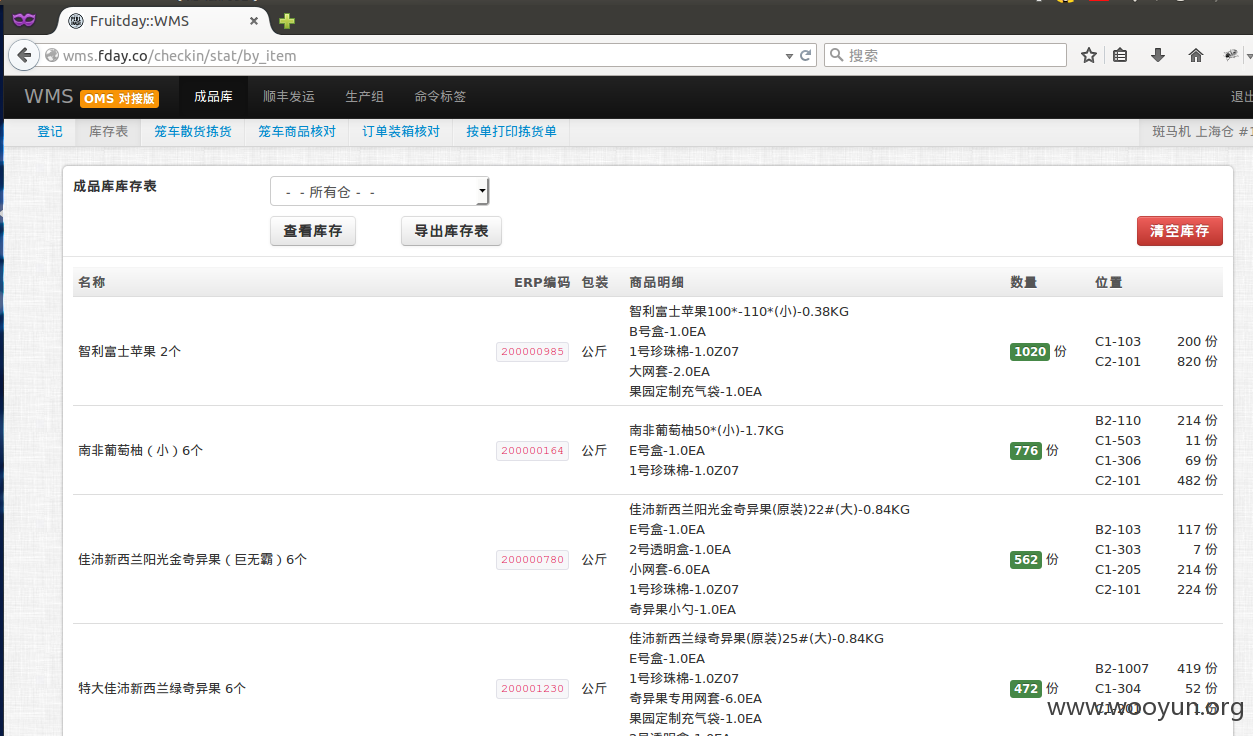 Fruitday::WMS
wms.fday.co/checkin/stat/by_item
搜索
WMS OMS 对接版 成品库 顺丰发运 生产组 命令标签 退出
登记 库存表 笼车散货拣货 笼车商品核对 订单装箱核对 按单打印拣货单 斑马机 上海仓 #1
成品库库存表
- - 所有仓 - -
查看库存 导出库存表 清空库存
名称 ERP编码 包装 商品明细 数量 位置
智利富士苹果 2个 200000985 公斤
智利富士苹果100*-110*(小)-0.38KG
B号盒-1.0EA
1号珍珠棉-1.0Z07
大网套-2.0EA
果园定制充气袋-1.0EA
1020 份
C1-103 200 份
C2-101 820 份
南非葡萄柚（小）6个 200000164 公斤
南非葡萄柚50*(小)-1.7KG
E号盒-1.0EA
1号珍珠棉-1.0Z07
776 份
B2-110 214 份
C1-503 11 份
C1-306 69 份
C2-101 482 份
佳沛新西兰阳光金奇异果（巨无霸）6个 200000780 公斤
佳沛新西兰阳光金奇异果(原装)22#(大)-0.84KG
E号盒-1.0EA
2号透明盒-1.0EA
小网套-6.0EA
1号珍珠棉-1.0Z07
奇异果小勺-1.0EA
562 份
B2-103 117 份
C1-303 7 份
C1-205 214 份
C2-101 224 份
特大佳沛新西兰绿奇异果 6个 200001230 公斤
佳沛新西兰绿奇异果(原装)25#(大)-0.84KG
E号盒-1.0EA
1号珍珠棉-1.0Z07
奇异果专用网套-6.0EA
果园定制充气袋-1.0EA
472 份
B2-1007 419 份
C1-304 52 份
C1-201 1 份
www.wooyun.org